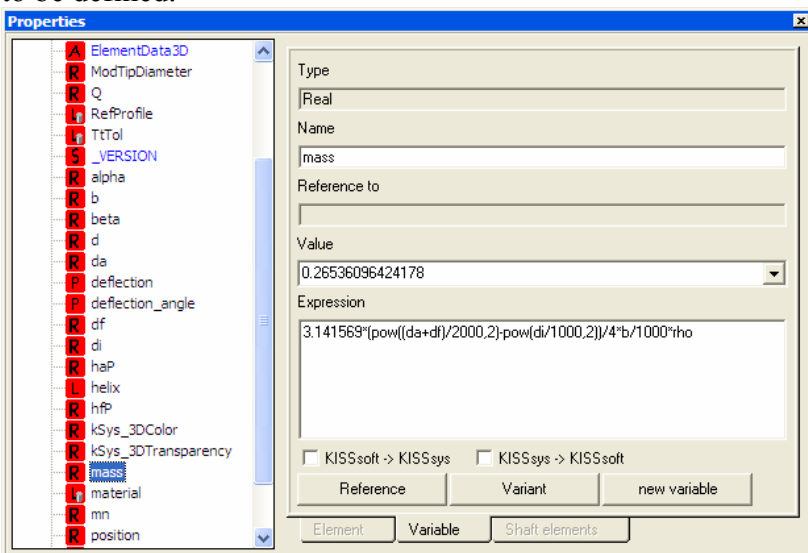 to be defined.
Properties
ElementData3D
ModTipDiameter
Q
RefProfile
TtTol
_VERSION
alpha
b
beta
d
da
deflection
deflection_angle
df
di
haP
helix
hfP
kSys_3DColor
kSys_3DTransparency
mass
material
mn
position
Type
Real
Name
mass
Reference to
Value
0.26536096424178
Expression
3.141569*(pow((da+df)/2000,2)-pow(di/1000,2))/4*b/1000*rho
KISSsoft -> KISSsys KISSsys -> KISSsoft
Reference Variant new variable
Element Variable Shaft elements